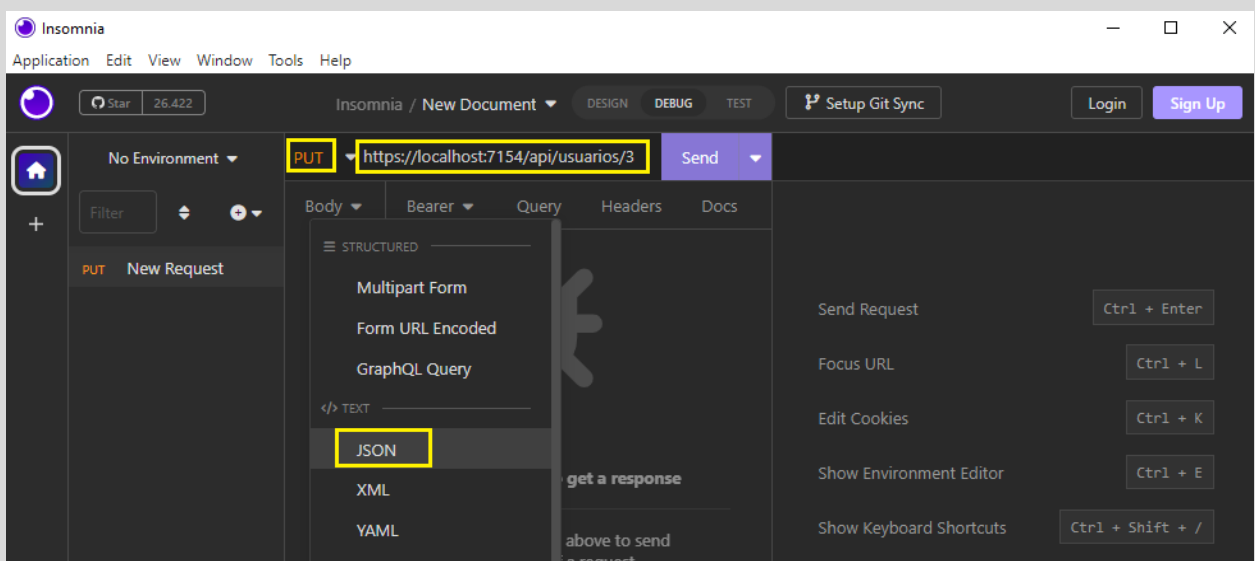 Insomnia
Application Edit View Window Tools Help
Star 26.422
Insomnia / New Document
DESIGN DEBUG TEST
Setup Git Sync
Login Sign Up
No Environment
PUT https://localhost:7154/api/usuarios/3 Send
Filter
Body Bearer Query Headers Docs
PUT New Request
STRUCTURED
Multipart Form
Form URL Encoded
GraphQL Query
</> TEXT
JSON
XML
YAML
get a response
above to send
a request
Send Request Ctrl + Enter
Focus URL Ctrl + L
Edit Cookies Ctrl + K
Show Environment Editor Ctrl + E
Show Keyboard Shortcuts Ctrl + Shift + /